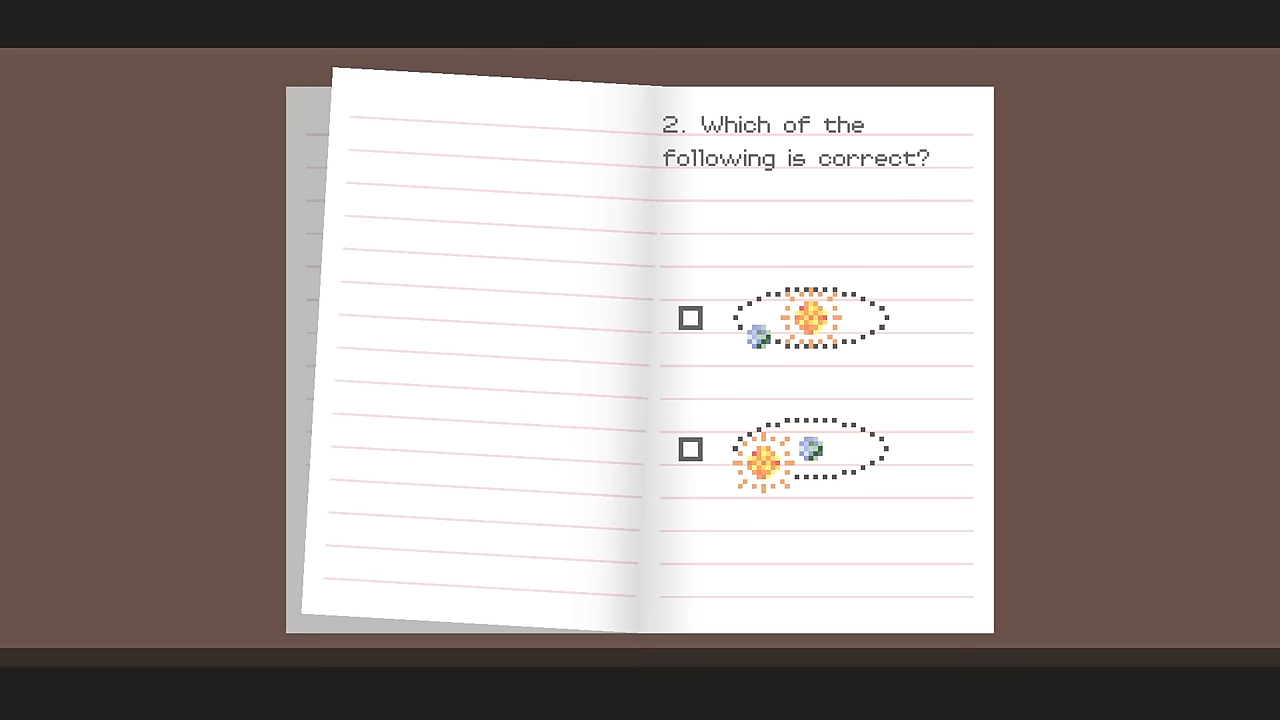 2. Which of the
following is correct?